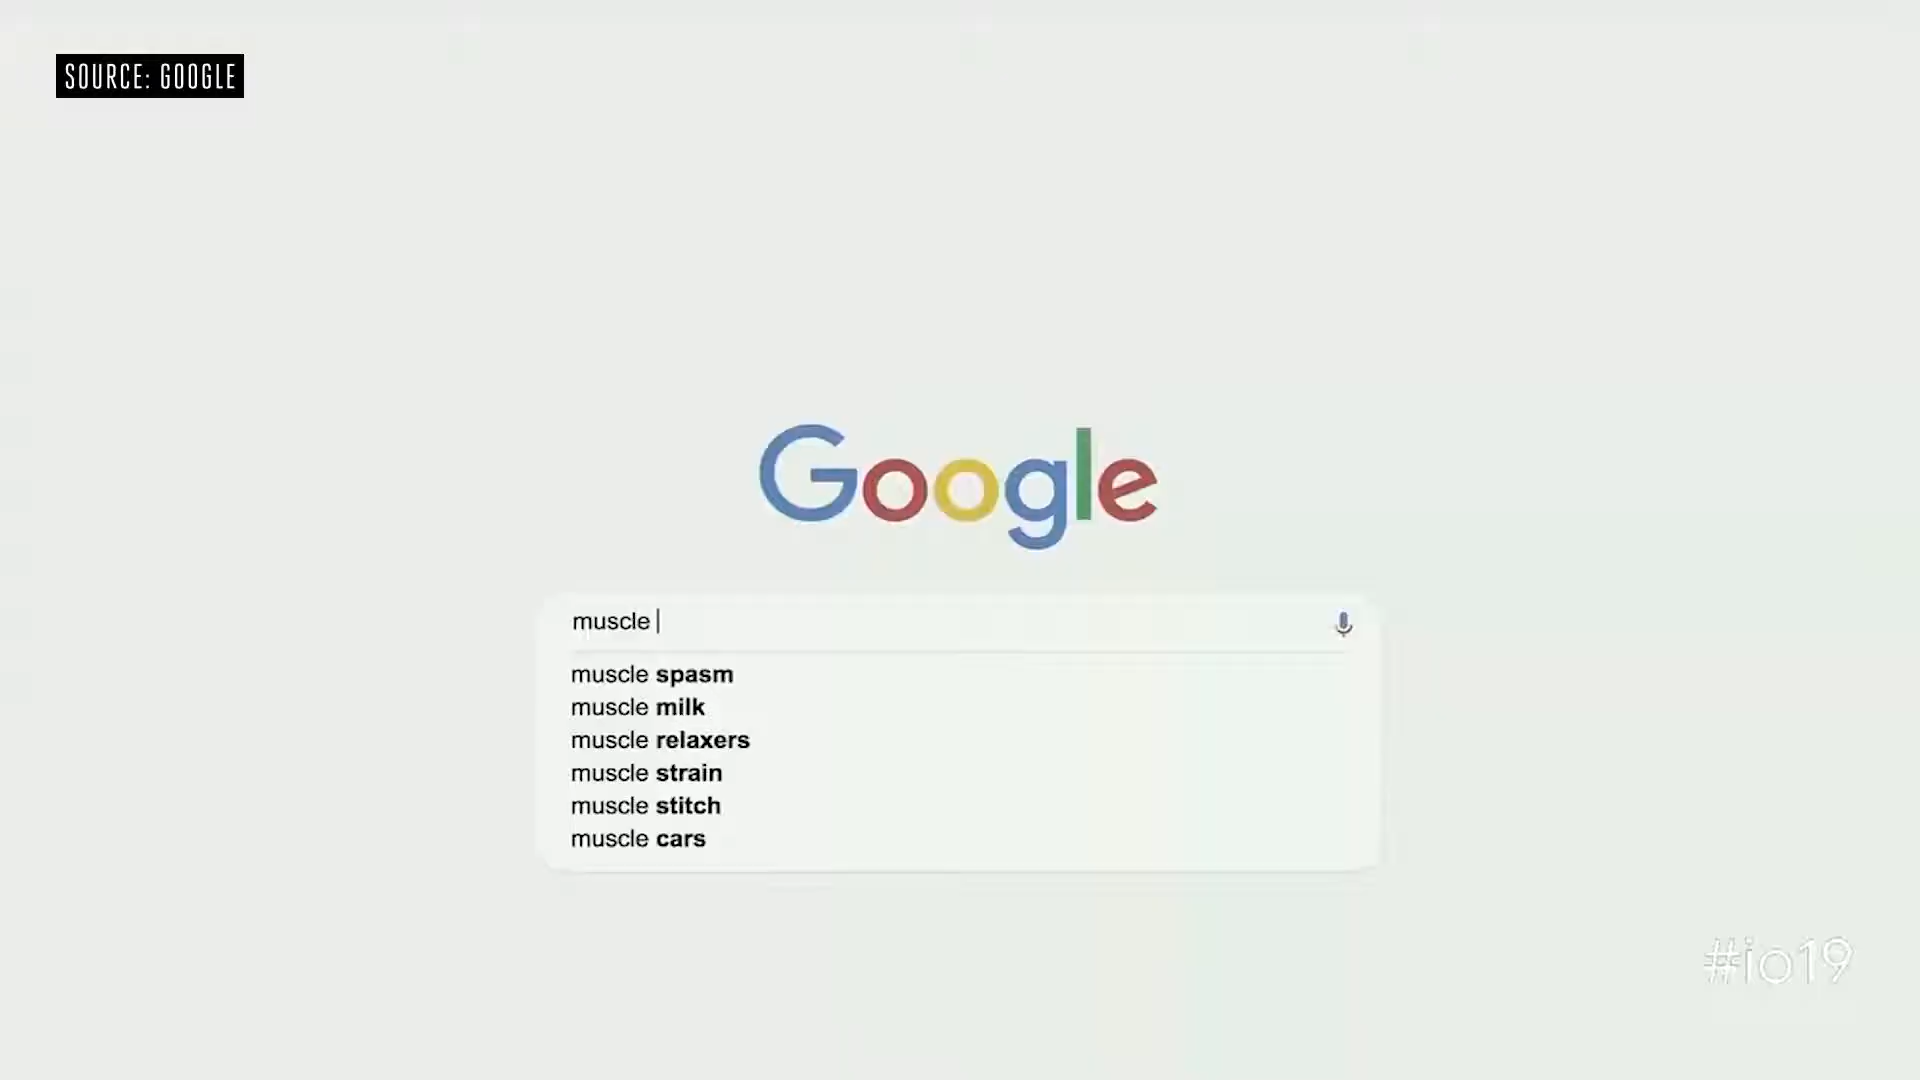 SOURCE: GOOGLE
Google
muscle
muscle spasm
muscle milk
muscle relaxers
muscle strain
muscle stitch
muscle cars
#io19